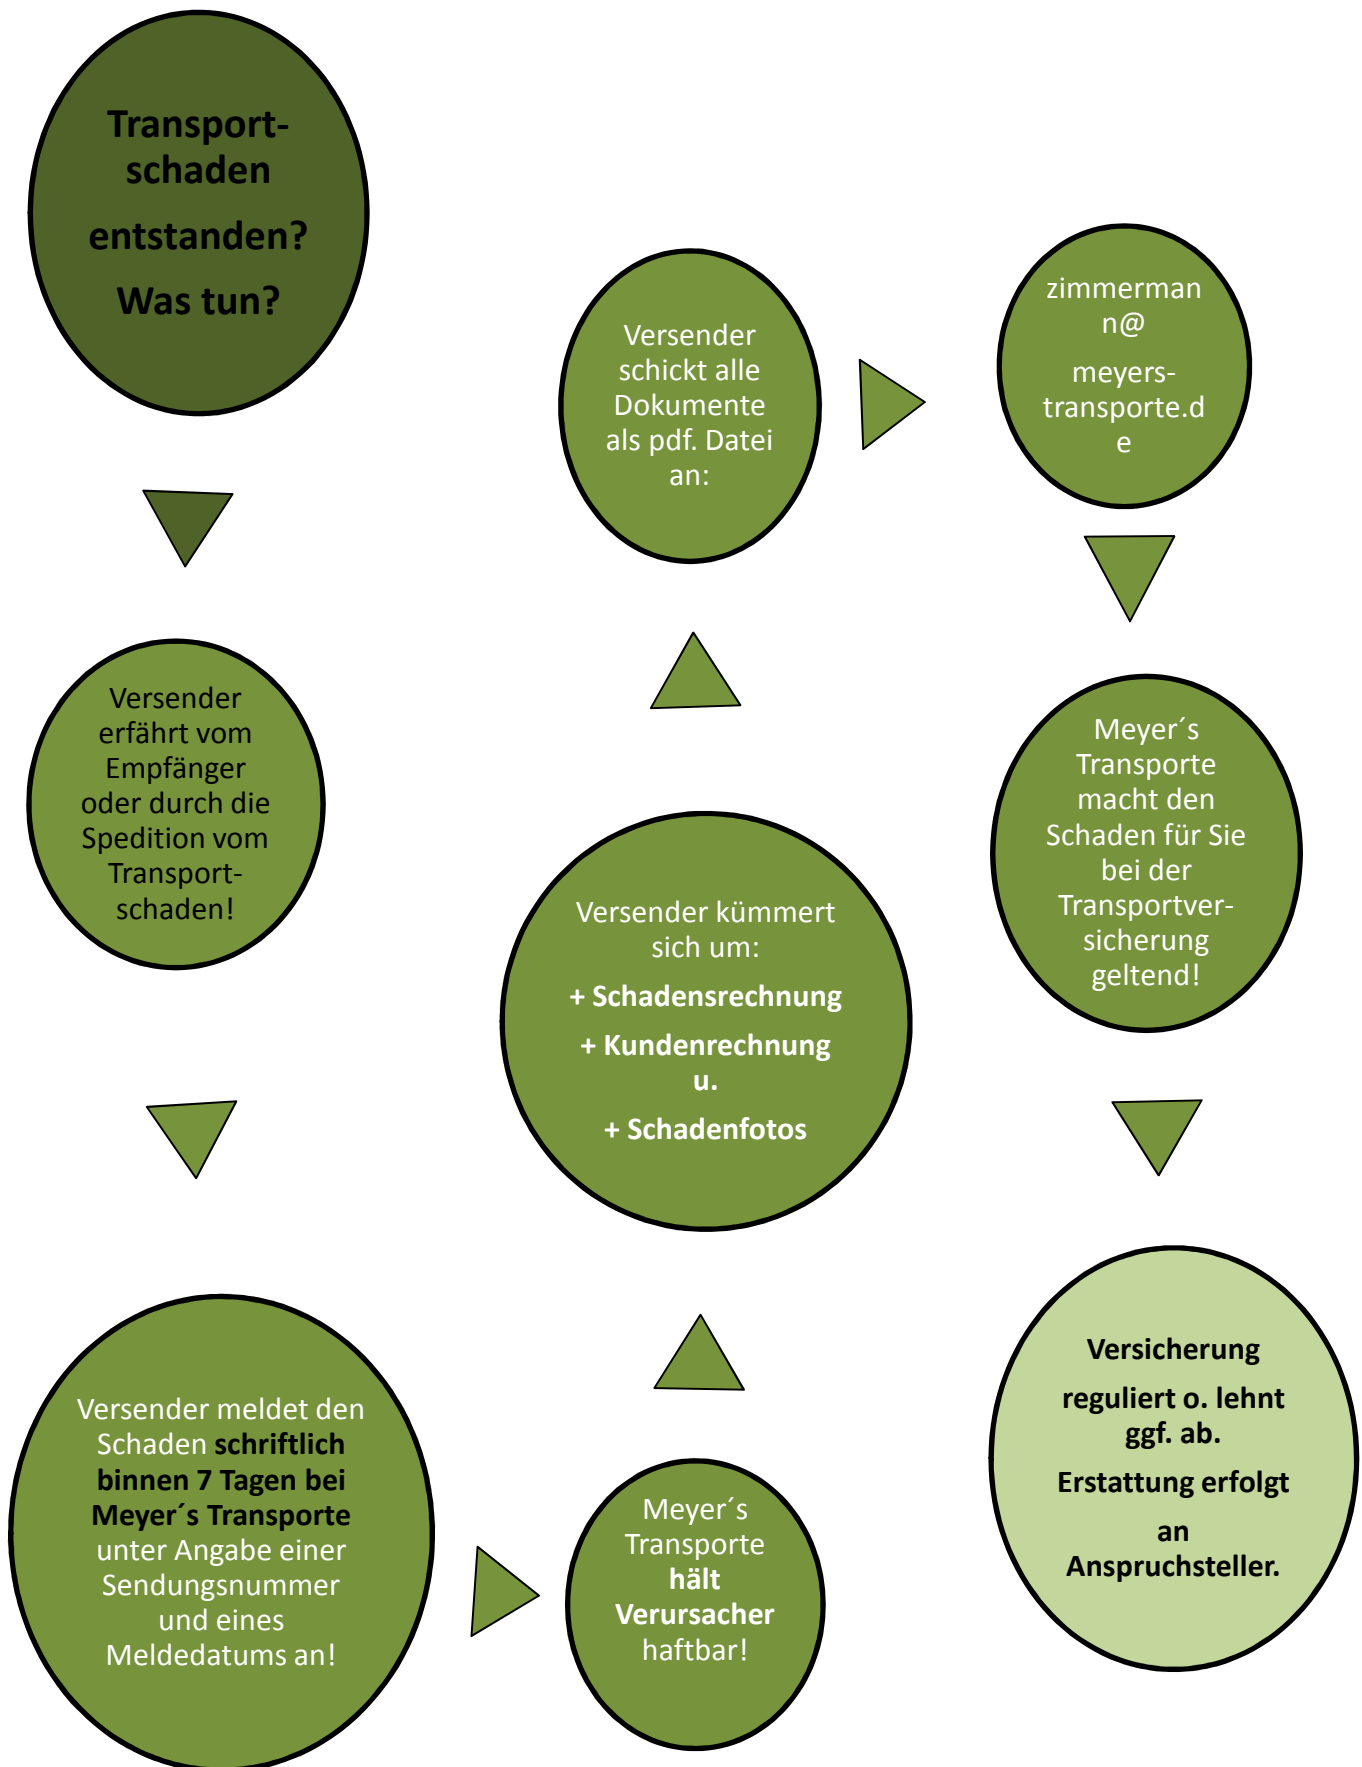 Transport-
schaden
entstanden?
Was tun?
Versender
erfährt vom
Empfänger
oder durch die
Spedition vom
Transport-
schaden!
Versender meldet den
Schaden schriftlich
binnen 7 Tagen bei
Meyer´s Transporte
unter Angabe einer
Sendungsnummer
und eines
Meldedatums an!
Meyer´s
Transporte
hält
Verursacher
haftbar!
Versender kümmert
sich um:
+ Schadensrechnung
+ Kundenrechnung
u.
+ Schadenfotos
Versender
schickt alle
Dokumente
als pdf. Datei
an:
zimmerman
n@
meyers-
transporte.d
e
Meyer´s
Transporte
macht den
Schaden für Sie
bei der
Transportver-
sicherung
geltend!
Versicherung
reguliert o. lehnt
ggf. ab.
Erstattung erfolgt
an
Anspruchsteller.